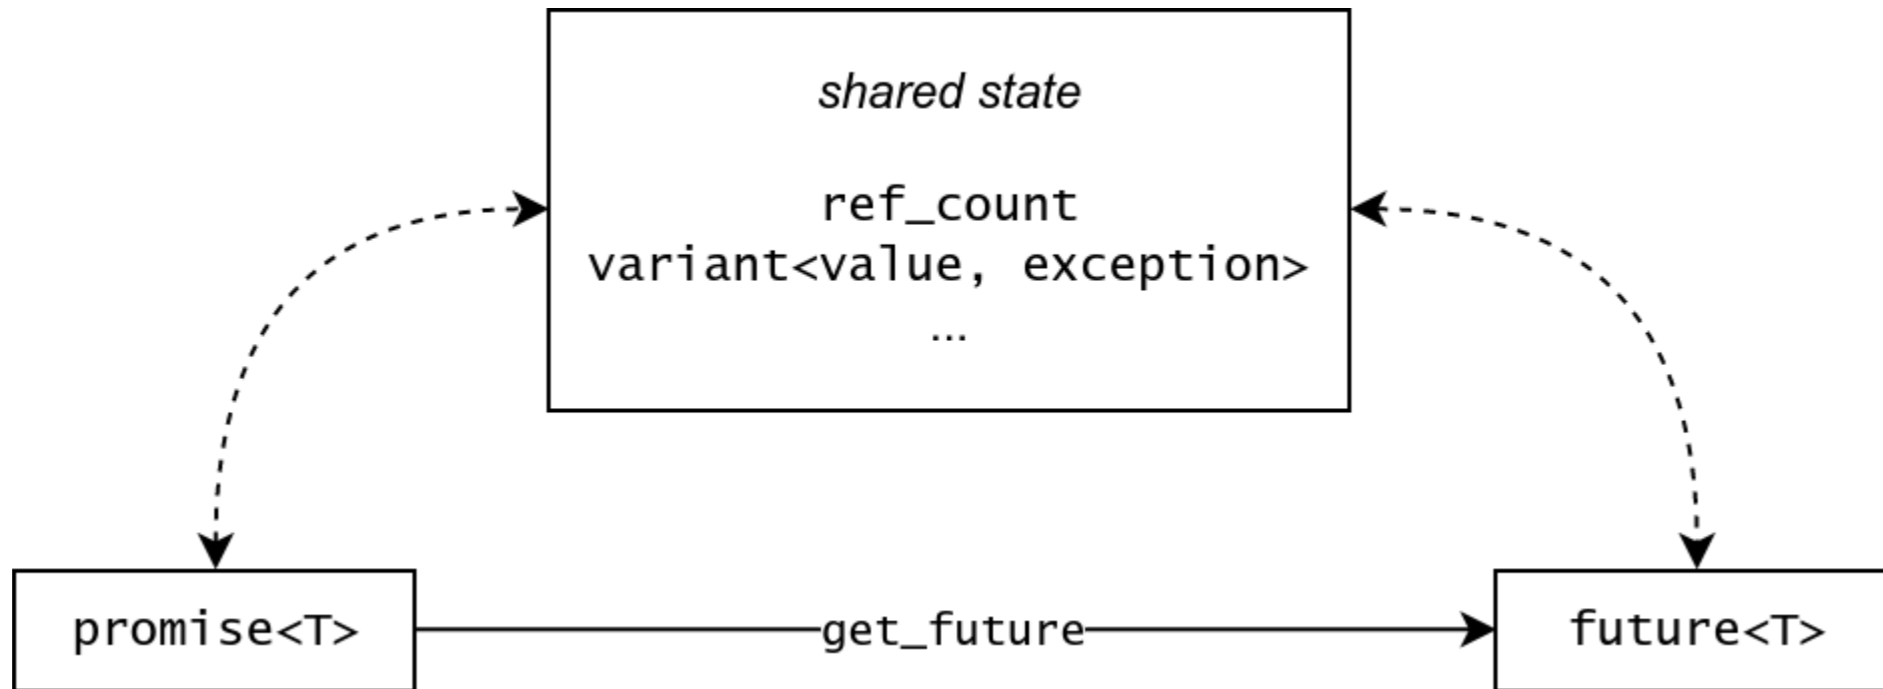 shared state
ref_count
variant<value, exception>
...
promise<T>
get_future
future<T>